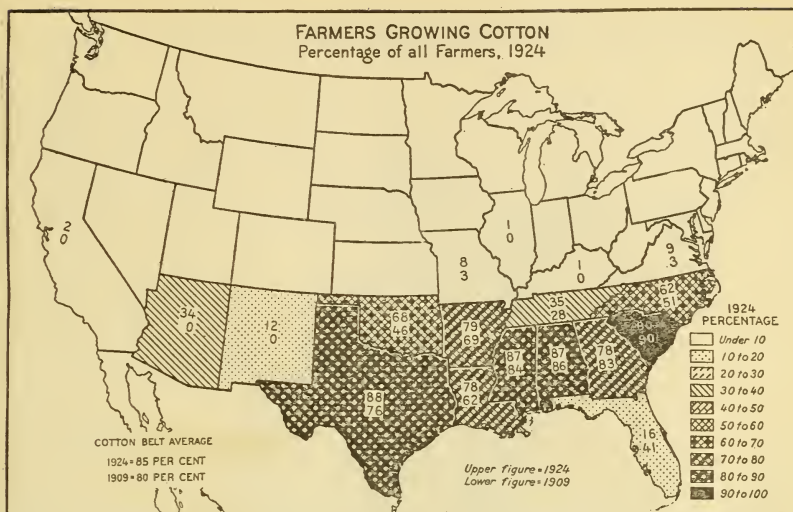 FARMERS GROWING COTTON
Percentage of all Farmers, 1924
2
0
1
0
8
3
1
0
9
3
34
0
12
0
68
46
79
69
35
28
62
51
90
88
76
78
62
87
84
87
86
78
83
16
41
1924
PERCENTAGE
Under 10
10 to 20
20 to 30
30 to 40
40 to 50
50 to 60
60 to 70
70 to 80
80 to 90
90 to 100
COTTON BELT AVERAGE
1924=85 PER CENT
1909=80 PER CENT
Upper figure=1924
Lower figure=1909